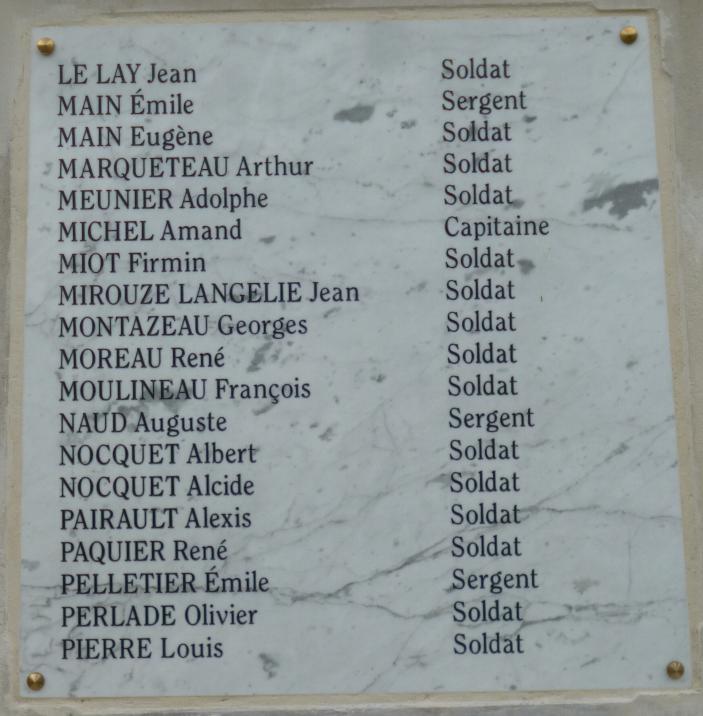 LE LAY Jean Soldat
MAIN Émile Sergent
MAIN Eugène Soldat
MARQUETEAU Arthur Soldat
MEUNIER Adolphe Soldat
MICHEL Amand Capitaine
MIOT Firmin Soldat
MIROUZE LANGELIE Jean Soldat
MONTAZEAU Georges Soldat
MOREAU René Soldat
MOULINEAU François Soldat
NAUD Auguste Sergent
NOCQUET Albert Soldat
NOCQUET Alcide Soldat
PAIRAULT Alexis Soldat
PAQUIER René Soldat
PELLETIER Émile Sergent
PERLADE Olivier Soldat
PIERRE Louis Soldat